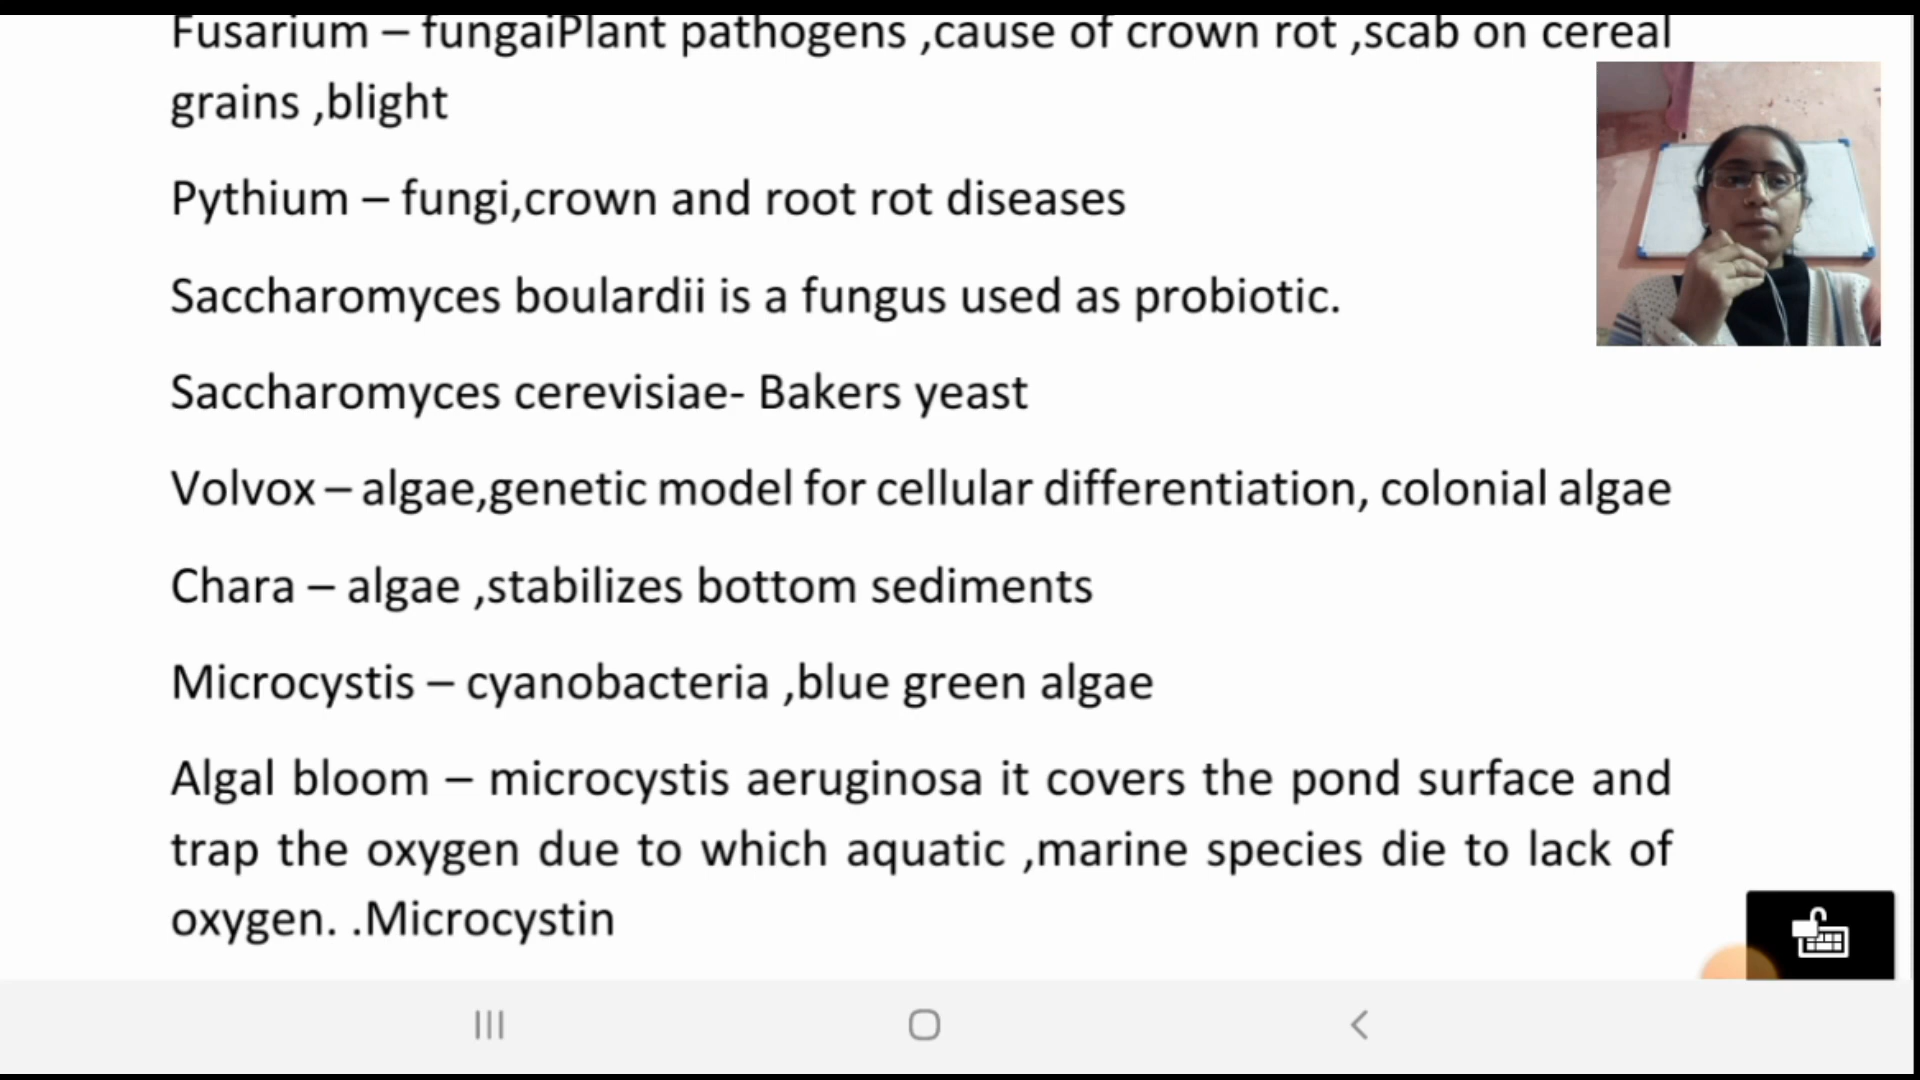 Fusarium – fungaiPlant pathogens ,cause of crown rot ,scab on cereal
grains ,blight
Pythium – fungi,crown and root rot diseases
Saccharomyces boulardii is a fungus used as probiotic.
Saccharomyces cerevisiae- Bakers yeast
Volvox – algae,genetic model for cellular differentiation, colonial algae
Chara – algae ,stabilizes bottom sediments
Microcystis – cyanobacteria ,blue green algae
Algal bloom – microcystis aeruginosa it covers the pond surface and
trap the oxygen due to which aquatic ,marine species die to lack of
oxygen. .Microcystin